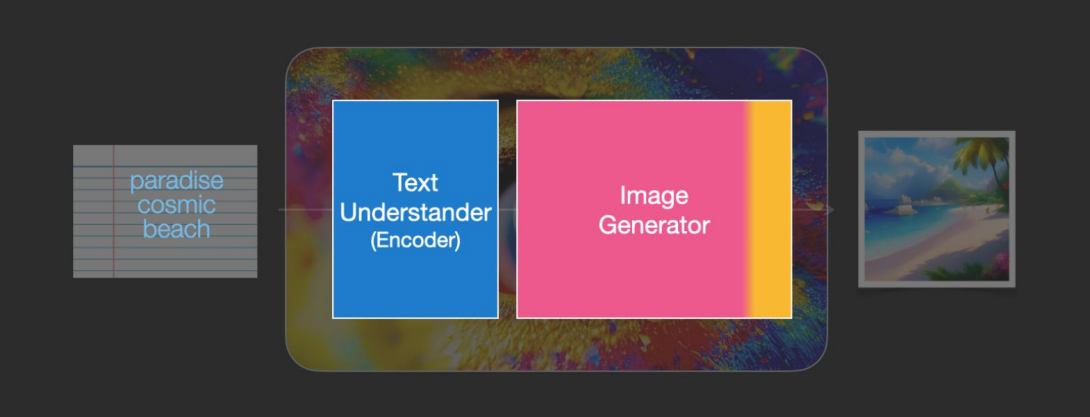 paradise
cosmic
beach
Text
Understander
(Encoder)
Image
Generator